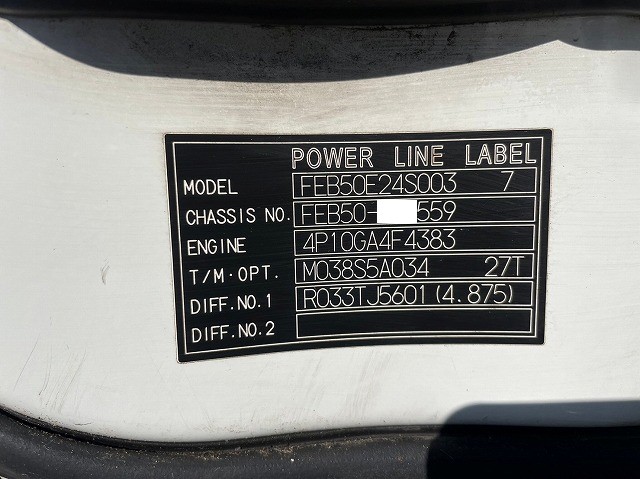 POWER LINE LABEL
MODEL FEB50E24S003 7
CHASSIS NO. FEB50- 559
ENGINE 4P10GA4F4383
T/M·OPT. M038S5A034 27T
DIFF.NO.1 R033TJ5601(4.875)
DIFF.NO.2